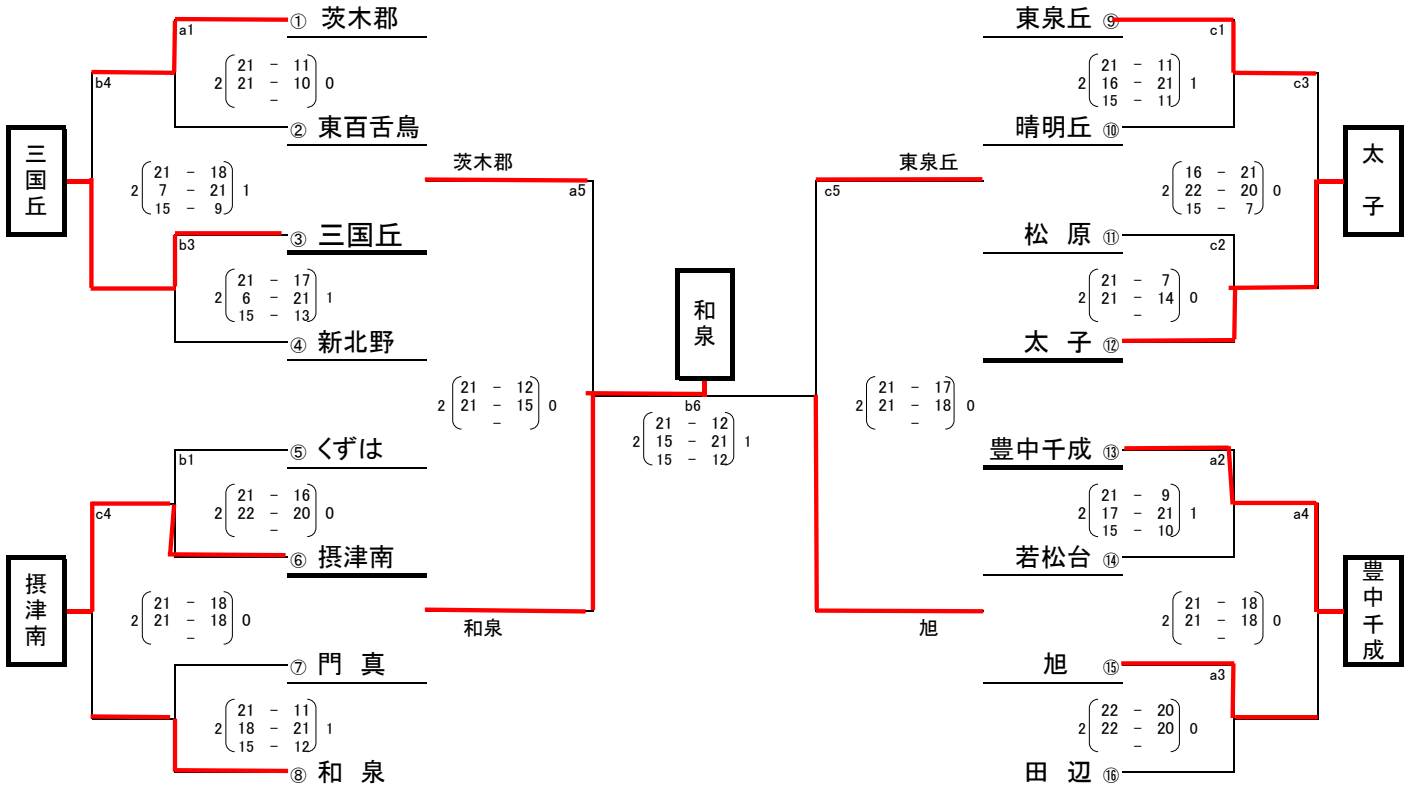 ① 茨木郡
a1
2 21 - 11 0
21 - 10
-
② 東百舌鳥
b4
三国丘
2 21 - 18 1
7 - 21
15 - 9
③ 三国丘
b3
2 21 - 17 1
6 - 21
15 - 13
④ 新北野
⑤ くずは
b1
2 21 - 16 0
22 - 20
-
⑥ 摂津南
c4
摂津南
2 21 - 18 0
21 - 18
-
⑦ 門 真
2 21 - 11 1
18 - 21
15 - 12
⑧ 和 泉
茨木郡
a5
2 21 - 12 0
21 - 15
-
和泉
和泉
b6
2 21 - 12 1
15 - 21
15 - 12
東泉丘
c5
2 21 - 17 0
21 - 18
-
旭
東泉丘 ⑨
c1
2 21 - 11 1
16 - 21
15 - 11
晴明丘 ⑩
c3
太子
2 16 - 21 0
22 - 20
15 - 7
松 原 ⑪
c2
2 21 - 7 0
21 - 14
-
太 子 ⑫
豊中千成 ⑬
a2
2 21 - 9 1
17 - 21
15 - 10
若松台 ⑭
a4
豊中千成
2 21 - 18 0
21 - 18
-
旭 ⑮
a3
2 22 - 20 0
22 - 20
-
田 辺 ⑯